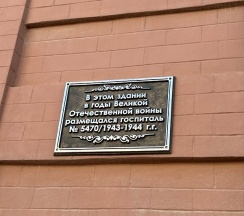 В этом здании
в годы Великой
Отечественной войны
размещался госпиталь
№ 5470/1943-1944 г.г.